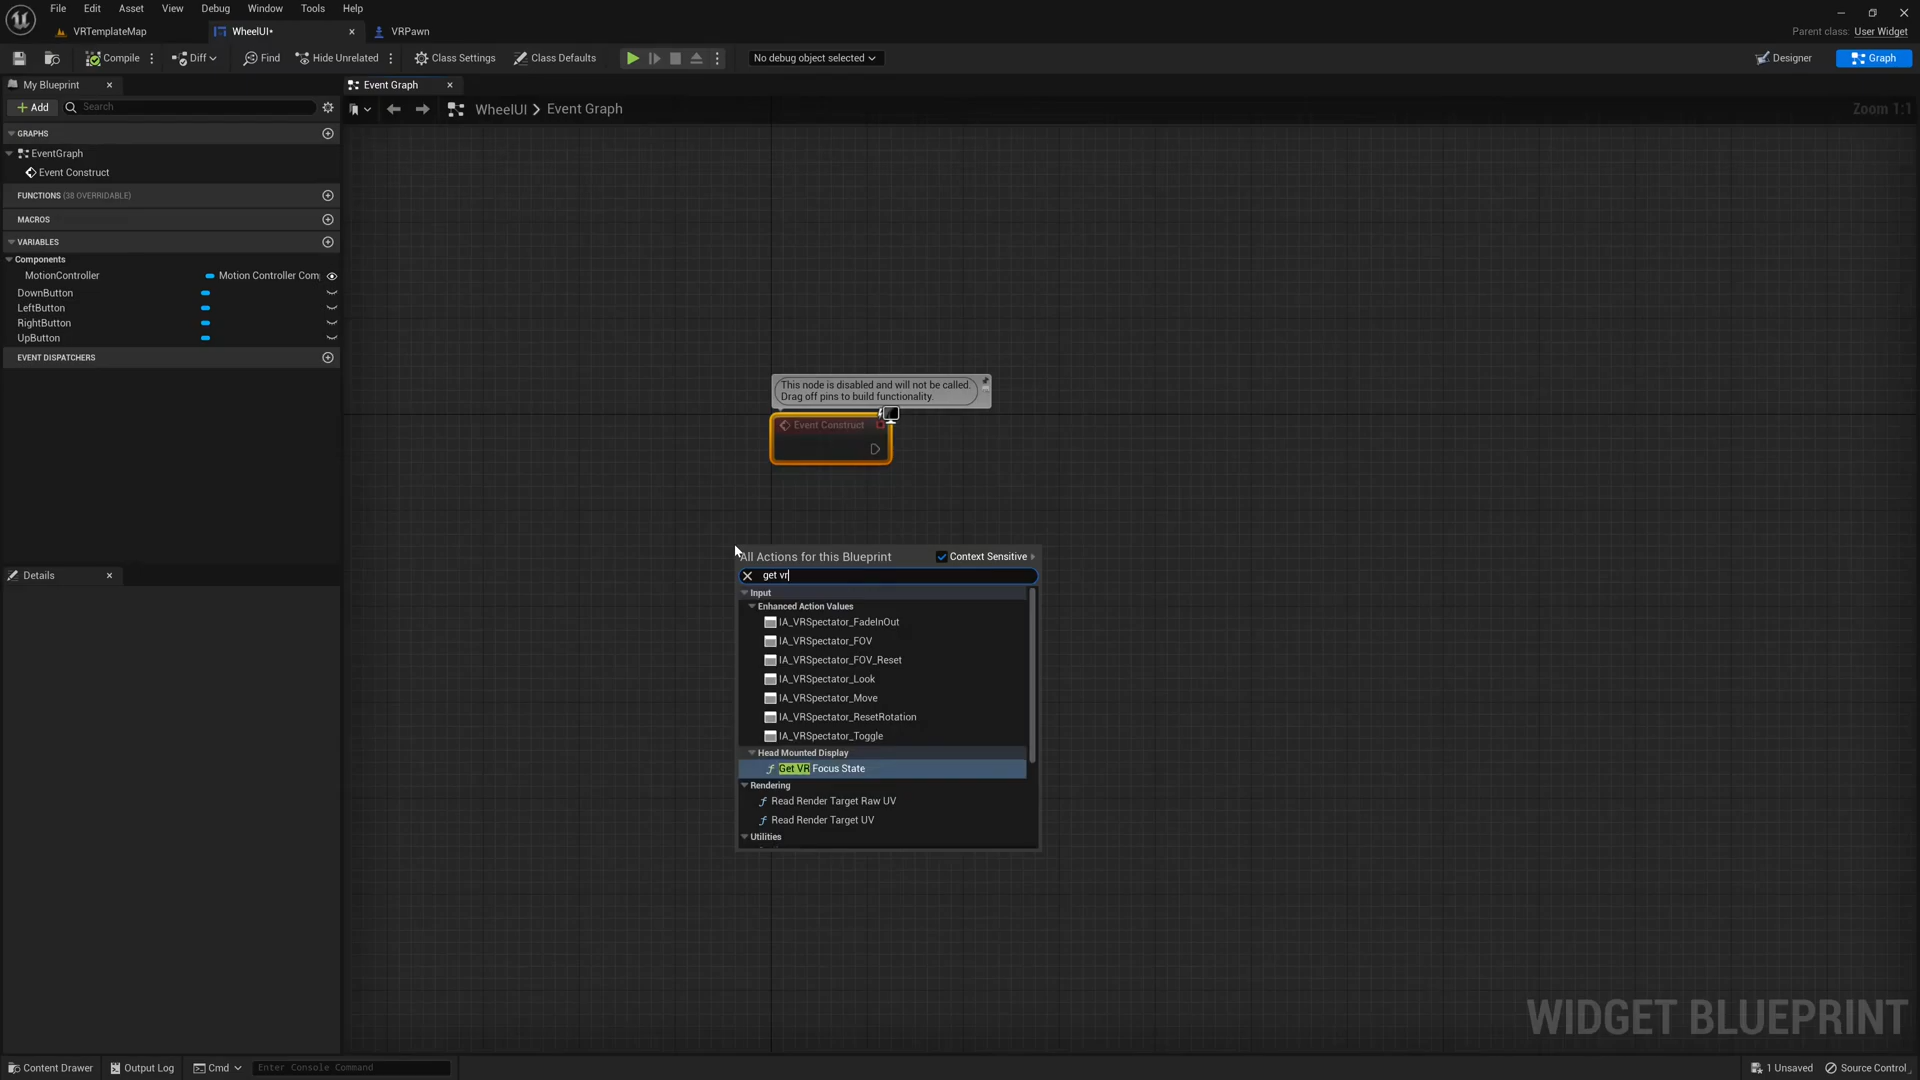 File Edit Asset View Debug Window Tools Help
VRTemplateMap
WheelUI•
VRPawn
Parent class: User Widget
Compile
Diff
Find
Hide Unrelated
Class Settings
Class Defaults
No debug object selected
Designer
Graph
My Blueprint
Event Graph
Add
Search
WheelUI > Event Graph
Zoom 1:1
GRAPHS
EventGraph
Event Construct
FUNCTIONS (38 OVERRIDABLE)
MACROS
VARIABLES
Components
MotionController
Motion Controller Com
DownButton
LeftButton
RightButton
UpButton
EVENT DISPATCHERS
This node is disabled and will not be called.
Drag off pins to build functionality.
Event Construct
All Actions for this Blueprint
Context Sensitive
get vr
Input
Enhanced Action Values
IA_VRSpectator_FadeInOut
IA_VRSpectator_FOV
IA_VRSpectator_FOV_Reset
IA_VRSpectator_Look
IA_VRSpectator_Move
IA_VRSpectator_ResetRotation
IA_VRSpectator_Toggle
Head Mounted Display
Get VR Focus State
Rendering
Read Render Target Raw UV
Read Render Target UV
Utilities
Details
WIDGET BLUEPRINT
Content Drawer
Output Log
Cmd
Enter Console Command
1 Unsaved
Source Control